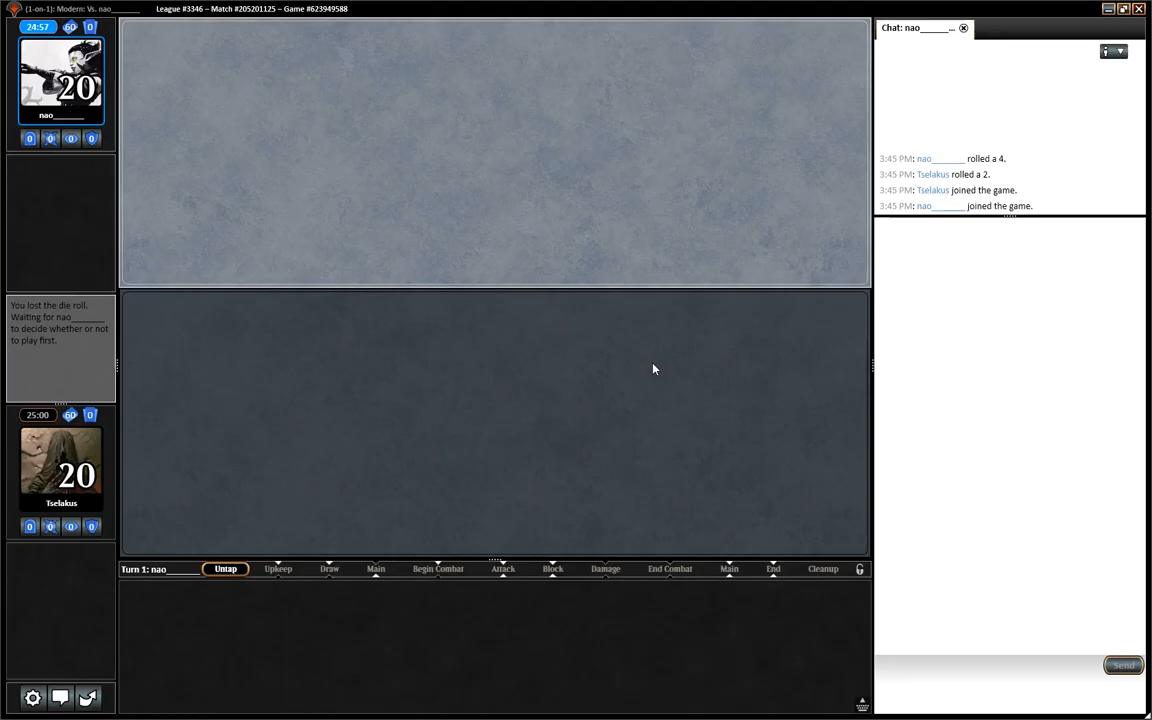 (1-on-1): Modern: Vs. nao_______ League #3346 – Match #205201125 – Game #623949588
24:57 60 0
20
nao_______
0 0 0 0
You lost the die roll.
Waiting for nao_______
to decide whether or not
to play first.
25:00 60 0
20
Tselakus
0 0 0 0
Turn 1: nao_______ Untap Upkeep Draw Main Begin Combat Attack Block Damage End Combat Main End Cleanup
Chat: nao______...
3:45 PM: nao_______ rolled a 4.
3:45 PM: Tselakus rolled a 2.
3:45 PM: Tselakus joined the game.
3:45 PM: nao_______ joined the game.
Send